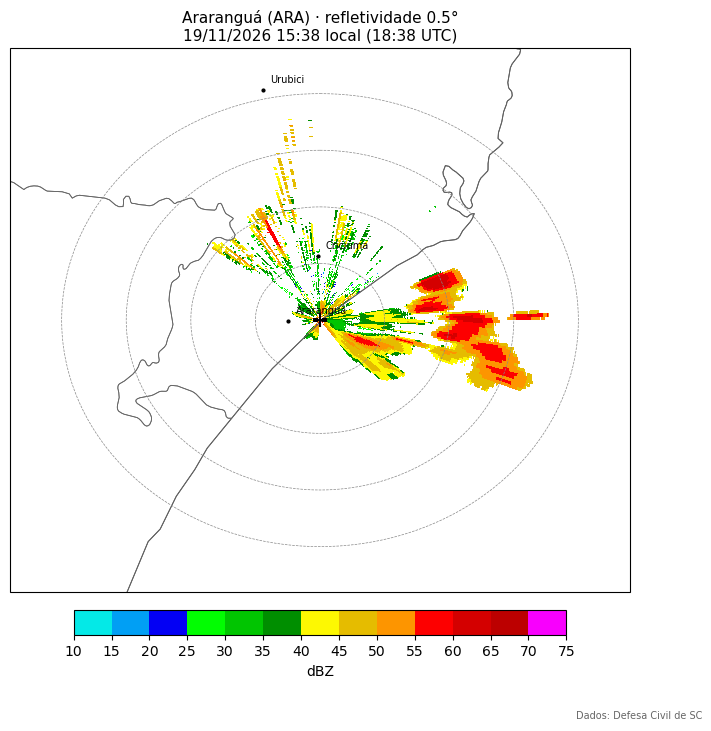 Araranguá (ARA) · refletividade 0.5°
19/11/2026 15:38 local (18:38 UTC)
Urubici
Criciúma
Araranguá
10 15 20 25 30 35 40 45 50 55 60 65 70 75
dBZ
Dados: Defesa Civil de SC